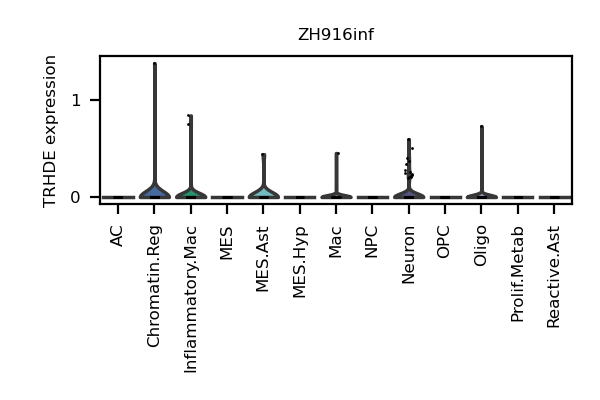 ZH916inf
TRHDE expression
1
0
AC
Chromatin.Reg
Inflammatory.Mac
MES
MES.Ast
MES.Hyp
Mac
NPC
Neuron
OPC
Oligo
Prolif.Metab
Reactive.Ast